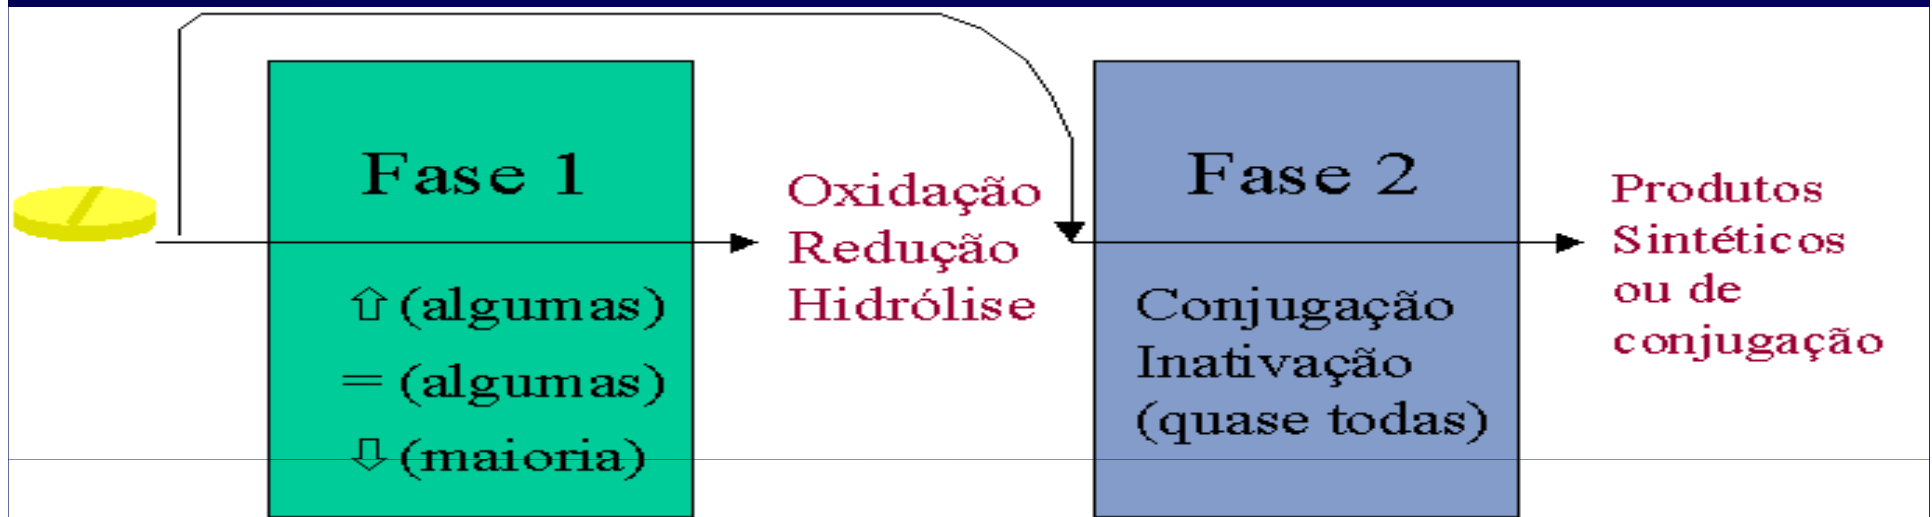 Fase 1
⇧ (algumas)
= (algumas)
⇩ (maioria)
Oxidação
Redução
Hidrólise
Fase 2
Conjugação
Inativação
(quase todas)
Produtos
Sintéticos
ou de
conjugação